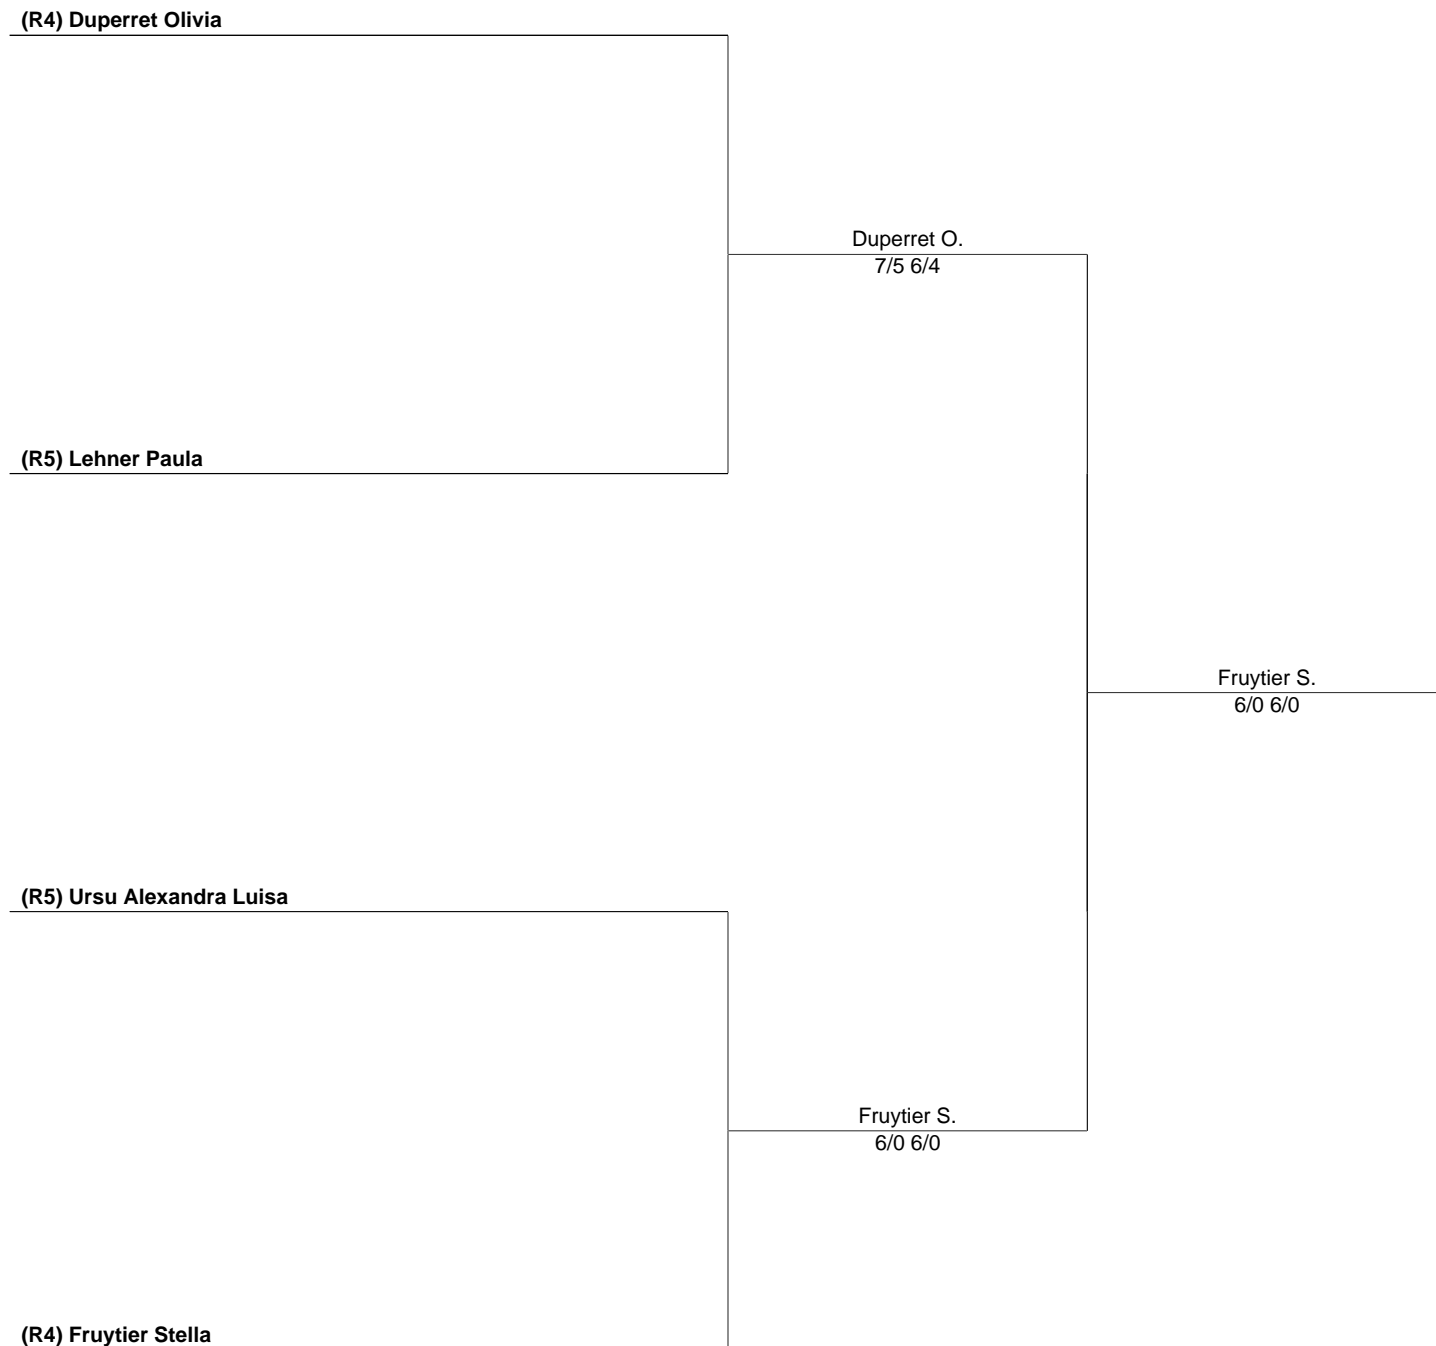 (R4) Duperret Olivia
Duperret O.
7/5 6/4
(R5) Lehner Paula
Fruytier S.
6/0 6/0
(R5) Ursu Alexandra Luisa
Fruytier S.
6/0 6/0
(R4) Fruytier Stella